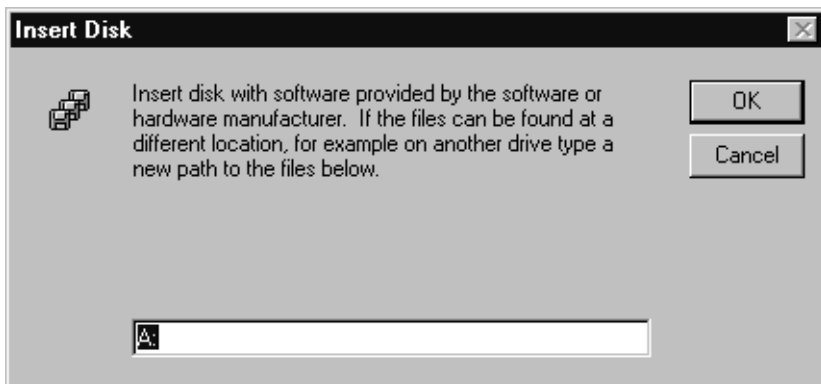 Insert Disk
Insert disk with software provided by the software or
hardware manufacturer.  If the files can be found at a
different location, for example on another drive type a
new path to the files below.
OK
Cancel
A: